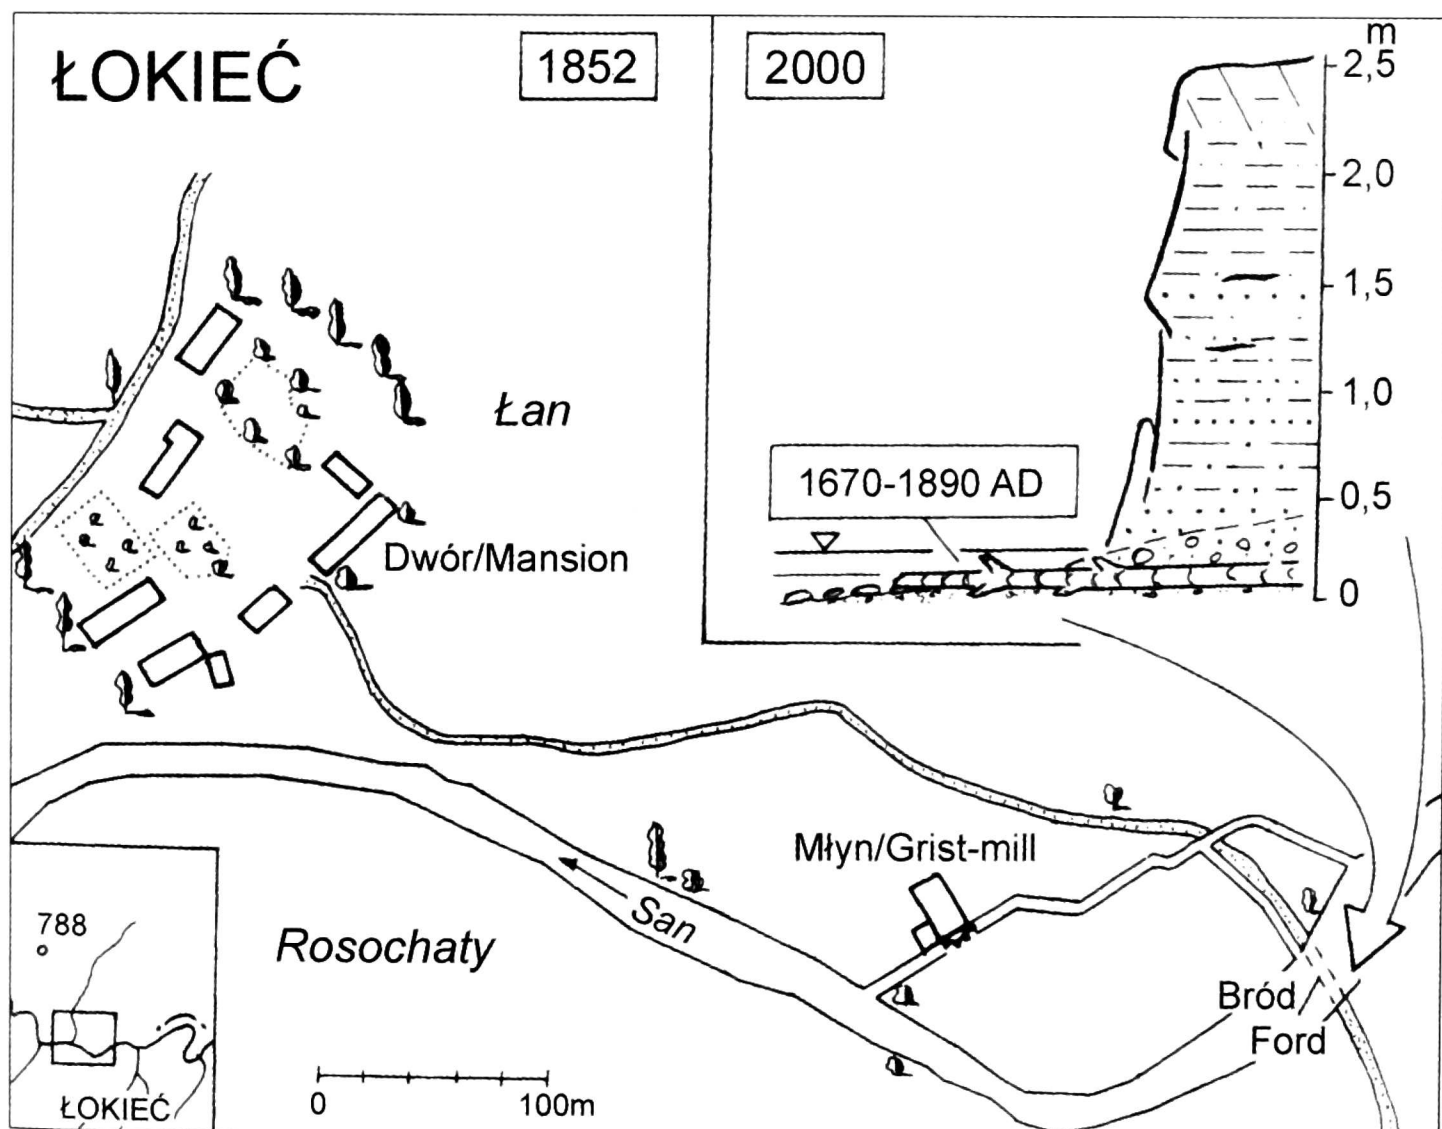 ŁOKIEĆ
1852
2000
m
2,5
2,0
1,5
1,0
0,5
0
1670-1890 AD
Łan
Dwór/Mansion
Młyn/Grist-mill
San
Rosochaty
Bród
Ford
788
ŁOKIEĆ
0 100m